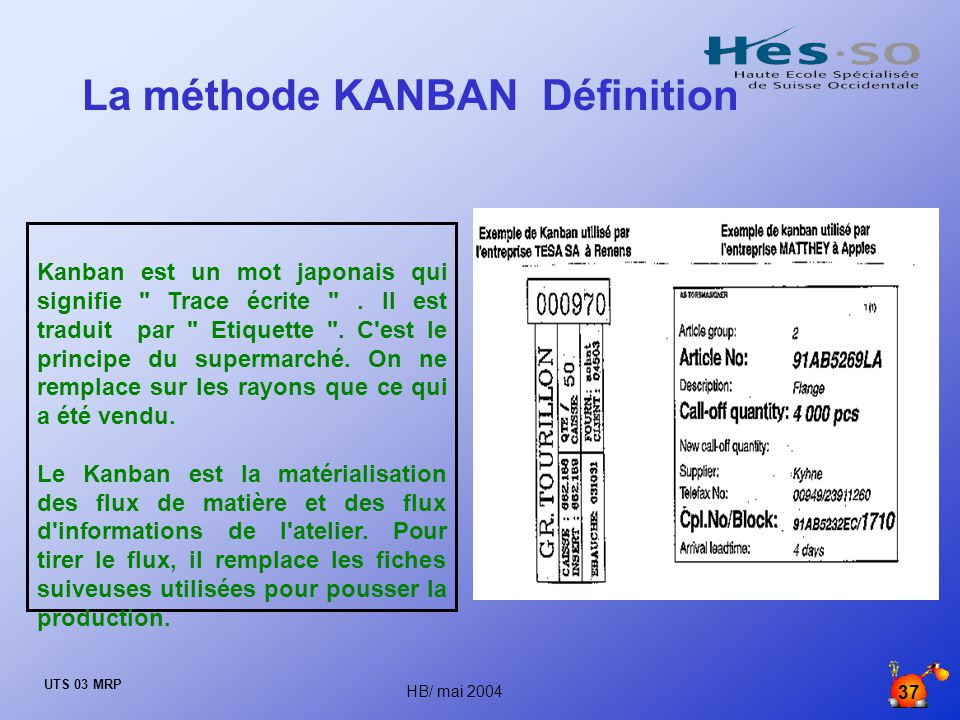 Hes·so
Haute Ecole Spécialisée
de Suisse Occidentale
La méthode KANBAN Définition
Kanban est un mot japonais qui
signifie " Trace écrite " . Il est
traduit par " Etiquette ". C'est le
principe du supermarché. On ne
remplace sur les rayons que ce qui
a été vendu.
Le Kanban est la matérialisation
des flux de matière et des flux
d'informations de l'atelier. Pour
tirer le flux, il remplace les fiches
suiveuses utilisées pour pousser la
production.
Exemple de Kanban utilisé par
l'entreprise TESA SA à Renens
000970
GR. TOURILLON
CAISSE : 662.188
INSERT : 662.189
QTE /
CAISSE: 50
EBAUCHE: 031031
FOURN.: achat
CLIENT: 04503
Exemple de kanban utilisé par
l'entreprise MATTHEY à Apples
1 (1)
Article group: 2
Article No: 91AB5269LA
Description: Flange
Call-off quantity: 4 000 pcs
New call-off quantity:
Supplier: Kyhne
Telefax No: 00949/23911260
Cpl.No/Block: 91AB5232EC/1710
Arrival leadtime: 4 days
UTS 03 MRP
HB/ mai 2004
37